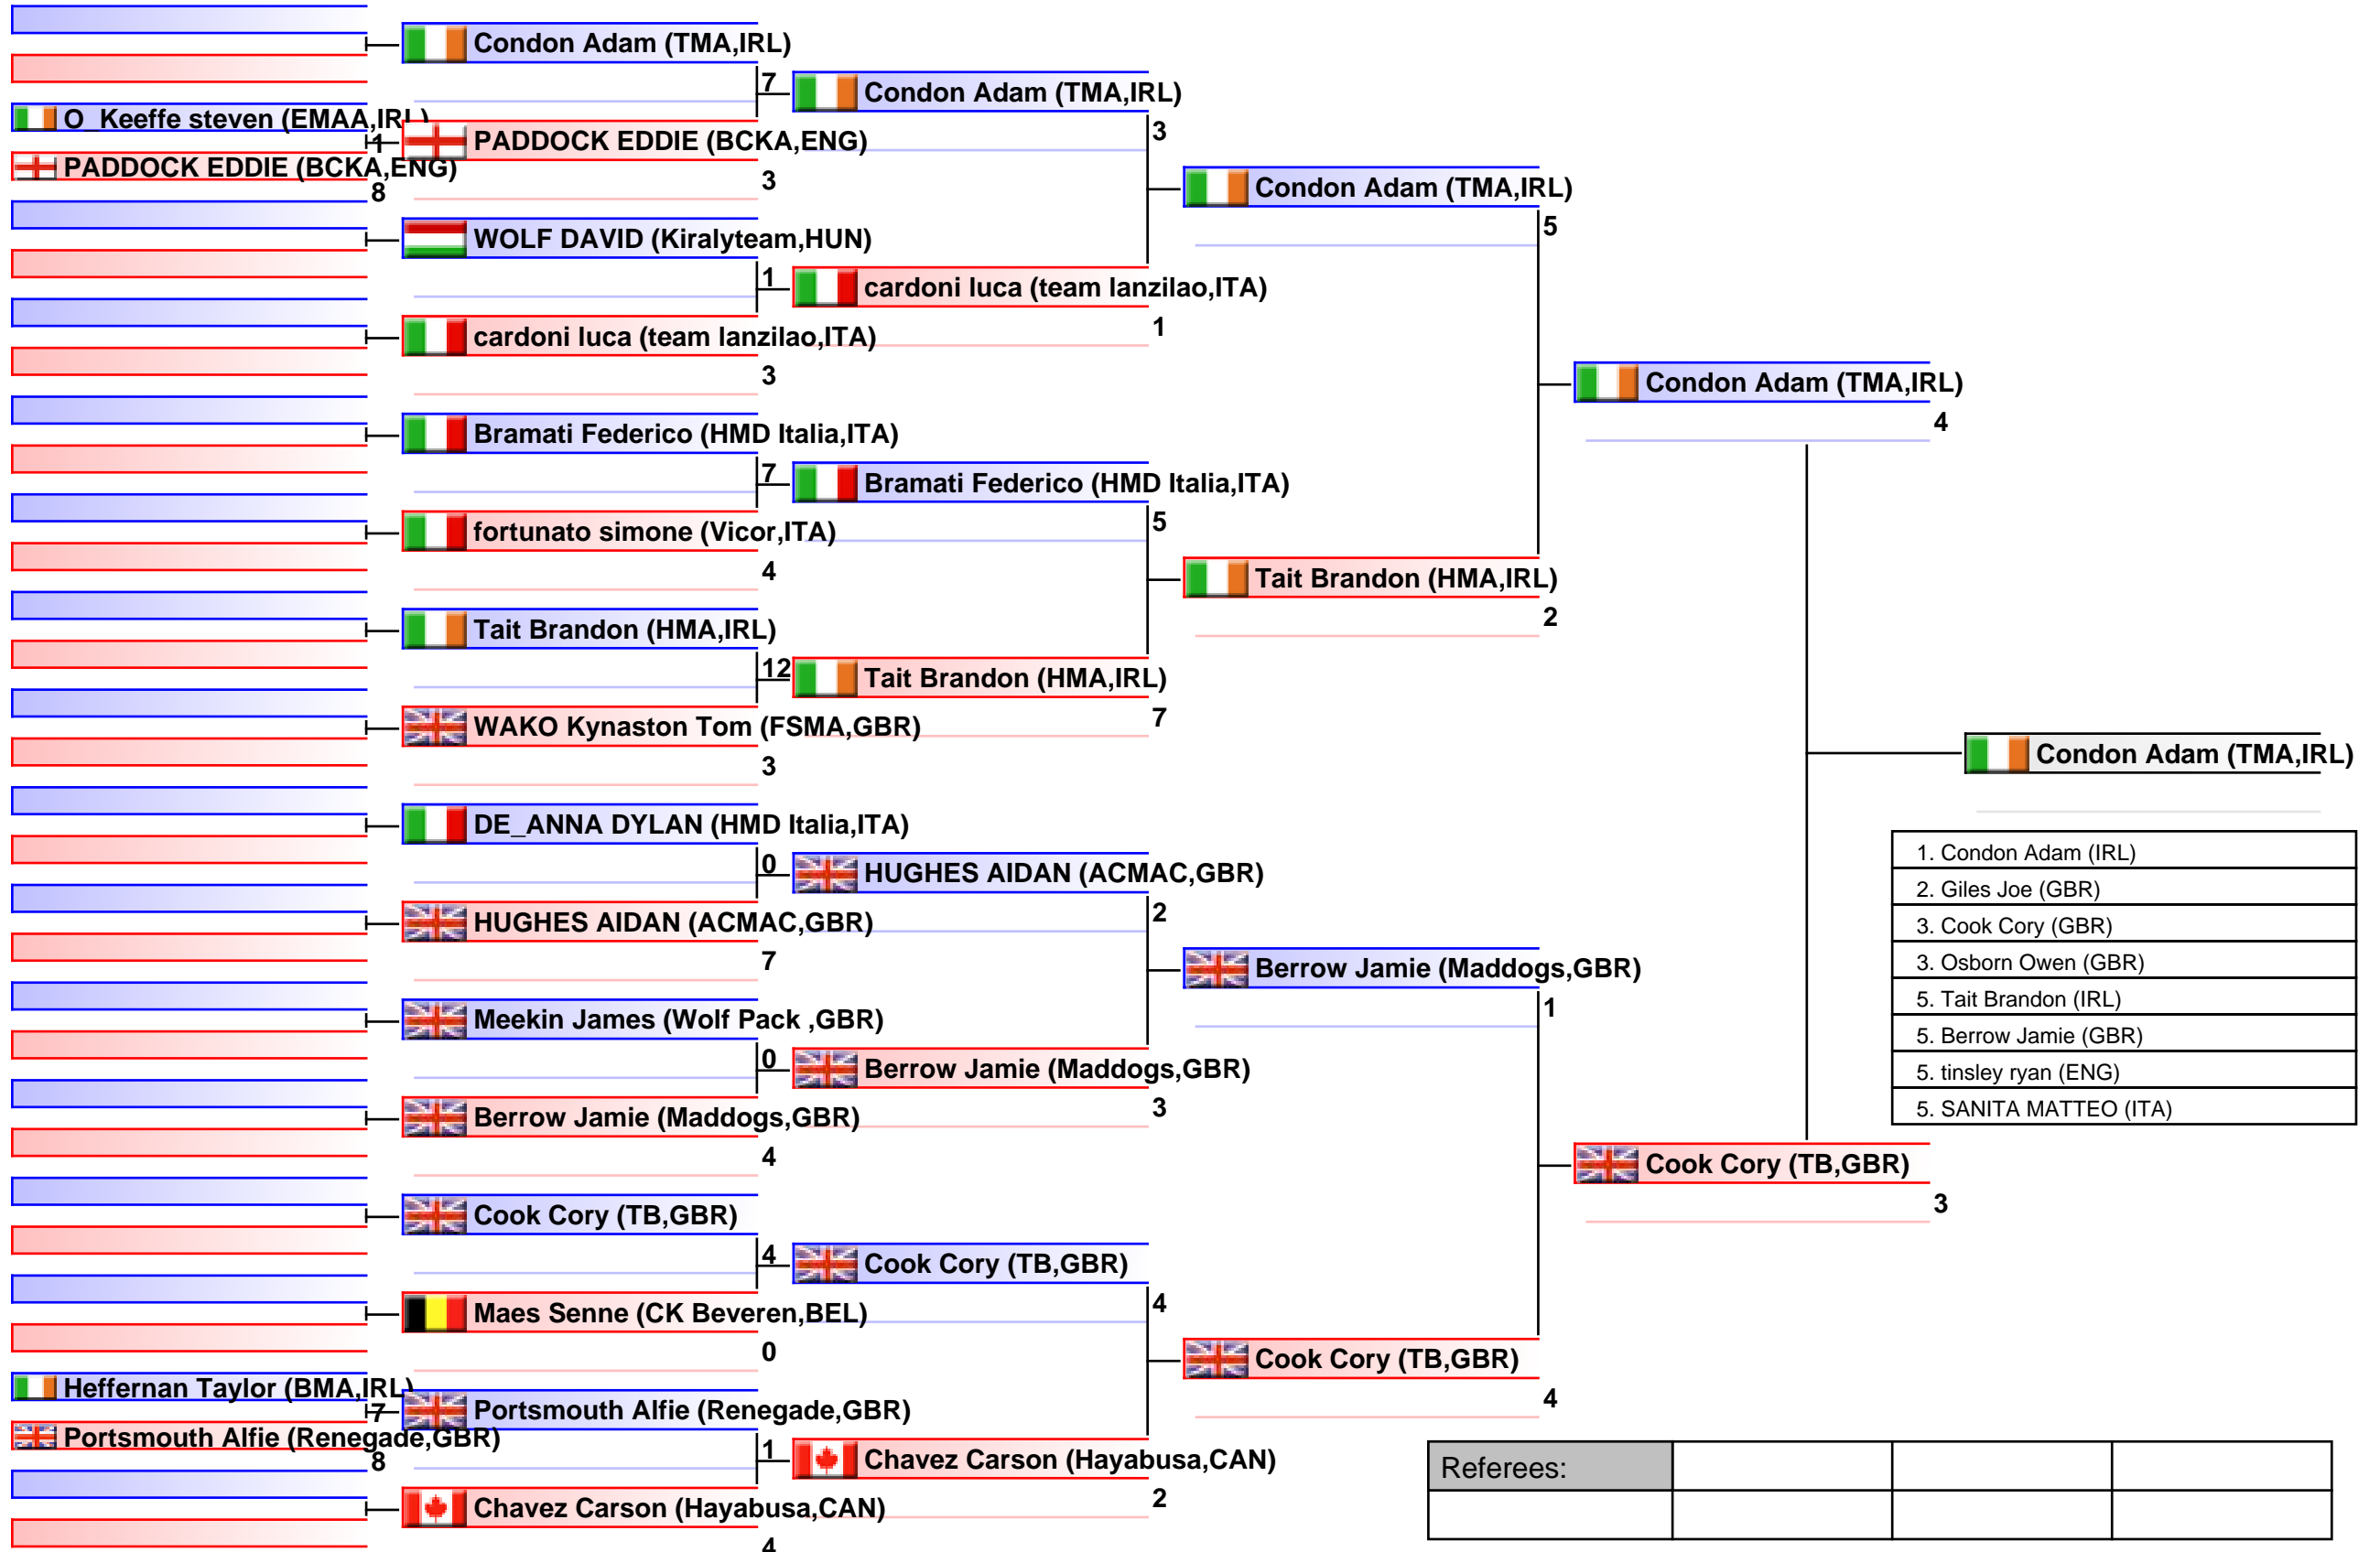 O_Keeffe steven (EMAA,IRL)
1
PADDOCK EDDIE (BCKA,ENG)
8
Heffernan Taylor (BMA,IRL)
7
Portsmouth Alfie (Renegade,GBR)
8
Condon Adam (TMA,IRL)
7
PADDOCK EDDIE (BCKA,ENG)
3
WOLF DAVID (Kiralyteam,HUN)
1
cardoni luca (team lanzilao,ITA)
3
Bramati Federico (HMD Italia,ITA)
7
fortunato simone (Vicor,ITA)
4
Tait Brandon (HMA,IRL)
12
WAKO Kynaston Tom (FSMA,GBR)
3
DE_ANNA DYLAN (HMD Italia,ITA)
0
HUGHES AIDAN (ACMAC,GBR)
7
Meekin James (Wolf Pack ,GBR)
0
Berrow Jamie (Maddogs,GBR)
4
Cook Cory (TB,GBR)
4
Maes Senne (CK Beveren,BEL)
0
Portsmouth Alfie (Renegade,GBR)
1
Chavez Carson (Hayabusa,CAN)
4
Condon Adam (TMA,IRL)
3
cardoni luca (team lanzilao,ITA)
1
Bramati Federico (HMD Italia,ITA)
5
Tait Brandon (HMA,IRL)
7
HUGHES AIDAN (ACMAC,GBR)
2
Berrow Jamie (Maddogs,GBR)
3
Cook Cory (TB,GBR)
4
Chavez Carson (Hayabusa,CAN)
2
Condon Adam (TMA,IRL)
5
Tait Brandon (HMA,IRL)
2
Berrow Jamie (Maddogs,GBR)
1
Cook Cory (TB,GBR)
4
Condon Adam (TMA,IRL)
4
Cook Cory (TB,GBR)
3
Condon Adam (TMA,IRL)
1. Condon Adam (IRL)
2. Giles Joe (GBR)
3. Cook Cory (GBR)
3. Osborn Owen (GBR)
5. Tait Brandon (IRL)
5. Berrow Jamie (GBR)
5. tinsley ryan (ENG)
5. SANITA MATTEO (ITA)
Referees: